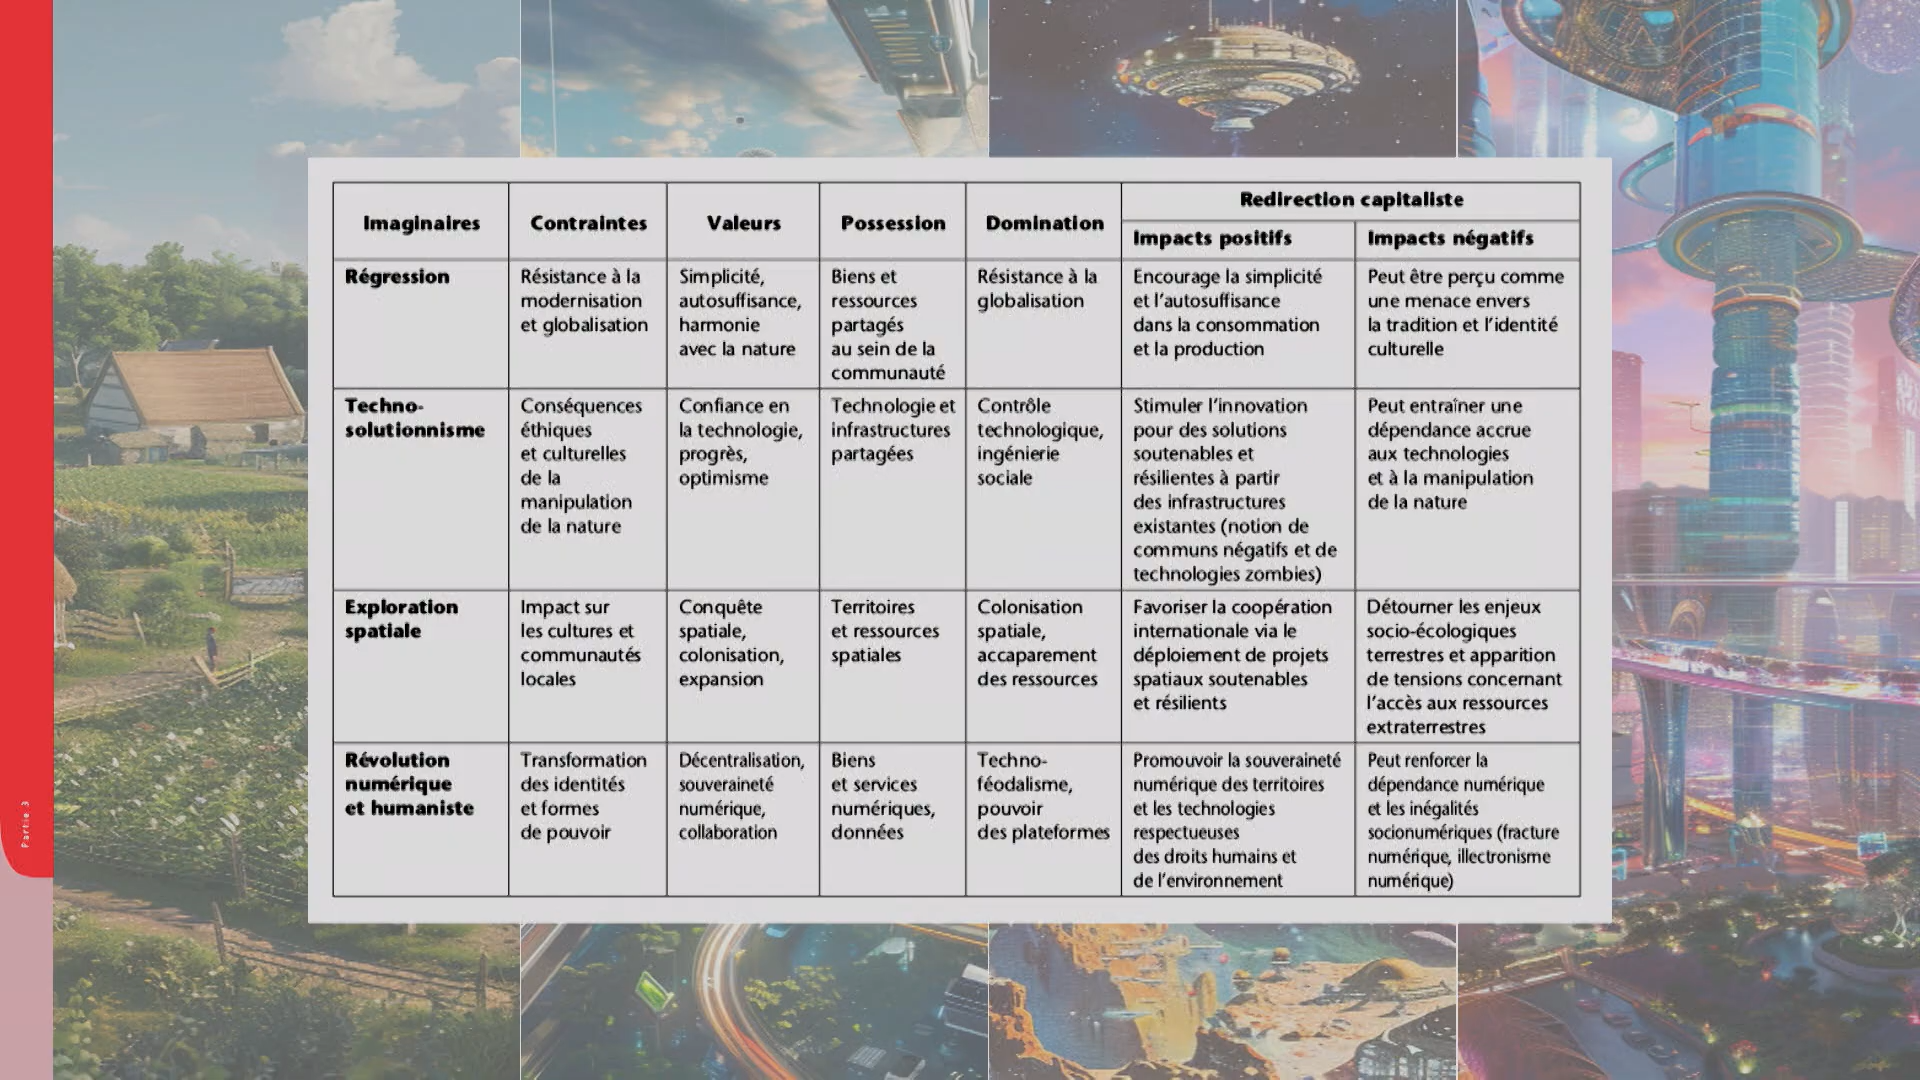 Imaginaires
Contraintes
Valeurs
Possession
Domination
Redirection capitaliste
Impacts positifs
Impacts négatifs
Régression
Résistance à la
modernisation
et globalisation
Simplicité,
autosuffisance,
harmonie
avec la nature
Biens et
ressources
partagés
au sein de la
communauté
Résistance à la
globalisation
Encourage la simplicité
et l'autosuffisance
dans la consommation
et la production
Peut être perçu comme
une menace envers
la tradition et l'identité
culturelle
Techno-
solutionnisme
Conséquences
éthiques
et culturelles
de la
manipulation
de la nature
Confiance en
la technologie,
progrès,
optimisme
Technologie et
infrastructures
partagées
Contrôle
technologique,
ingénierie
sociale
Stimuler l'innovation
pour des solutions
soutenables et
résilientes à partir
des infrastructures
existantes (notion de
communs négatifs et de
technologies zombies)
Peut entraîner une
dépendance accrue
aux technologies
et à la manipulation
de la nature
Exploration
spatiale
Impact sur
les cultures et
communautés
locales
Conquête
spatiale,
colonisation,
expansion
Territoires
et ressources
spatiales
Colonisation
spatiale,
accaparement
des ressources
Favoriser la coopération
internationale via le
déploiement de projets
spatiaux soutenables
et résilients
Détourner les enjeux
socio-écologiques
terrestres et apparition
de tensions concernant
l'accès aux ressources
extraterrestres
Révolution
numérique
et humaniste
Transformation
des identités
et formes
de pouvoir
Décentralisation,
souveraineté
numérique,
collaboration
Biens
et services
numériques,
données
Techno-
féodalisme,
pouvoir
des plateformes
Promouvoir la souveraineté
numérique des territoires
et les technologies
respectueuses
des droits humains et
de l'environnement
Peut renforcer la
dépendance numérique
et les inégalités
socionumériques (fracture
numérique, illectronisme
numérique)
Partie 3